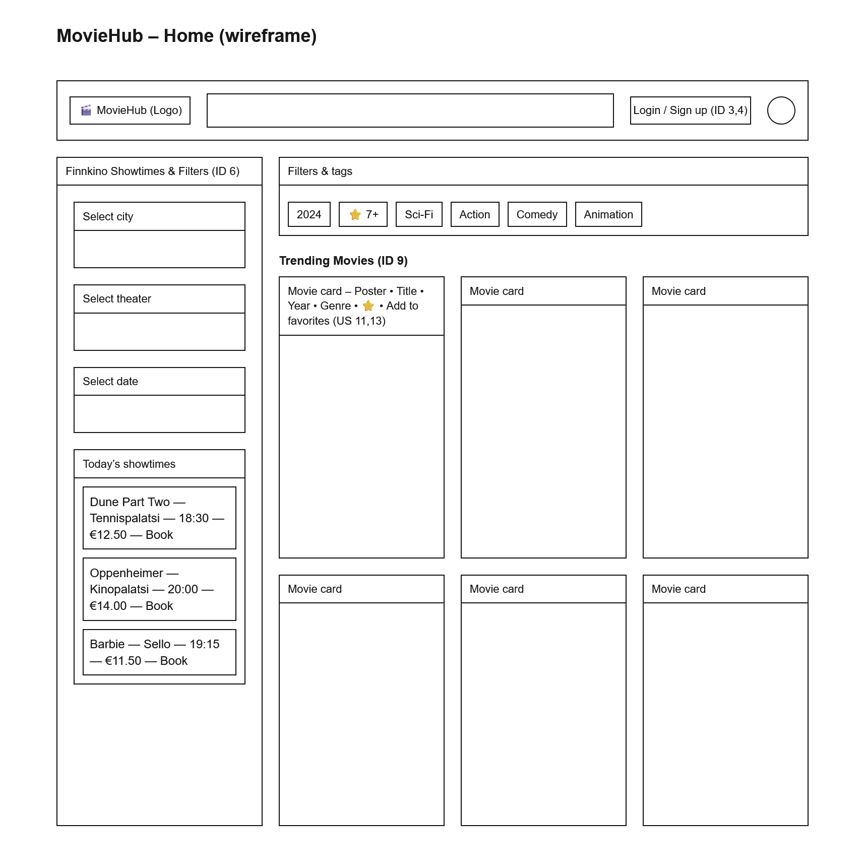 MovieHub – Home (wireframe)
🎬 MovieHub (Logo)
Login / Sign up (ID 3,4)
Finnkino Showtimes & Filters (ID 6)
Select city
Select theater
Select date
Today’s showtimes
Dune Part Two —
Tennispalatsi — 18:30 —
€12.50 — Book
Oppenheimer —
Kinopalatsi — 20:00 —
€14.00 — Book
Barbie — Sello — 19:15
— €11.50 — Book
Filters & tags
2024
⭐ 7+
Sci-Fi
Action
Comedy
Animation
Trending Movies (ID 9)
Movie card – Poster • Title •
Year • Genre • ⭐ • Add to
favorites (US 11,13)
Movie card
Movie card
Movie card
Movie card
Movie card